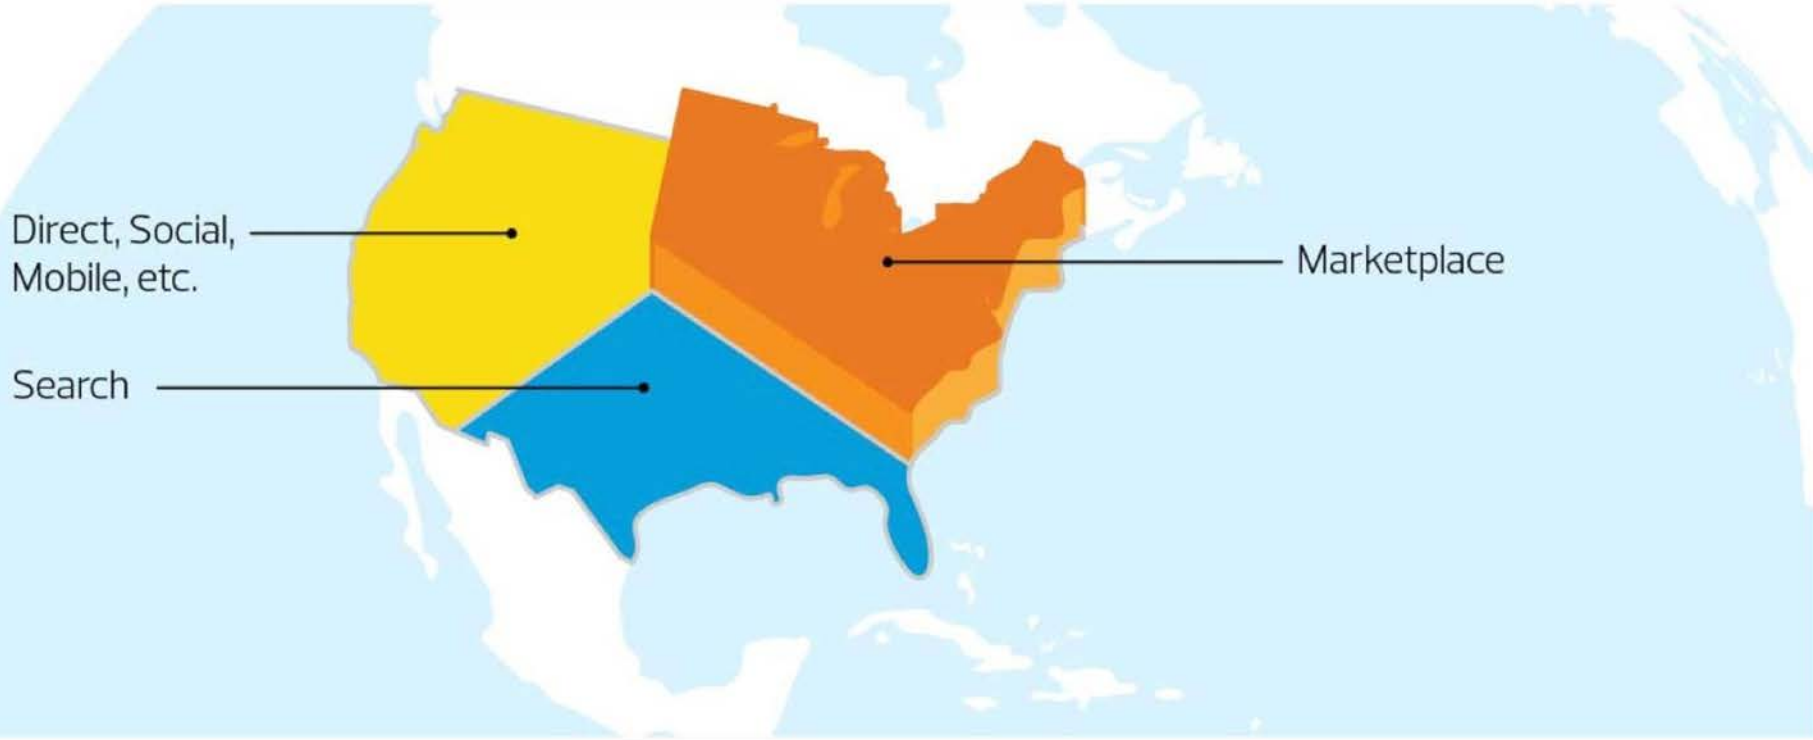 Direct, Social,
Mobile, etc.
Marketplace
Search